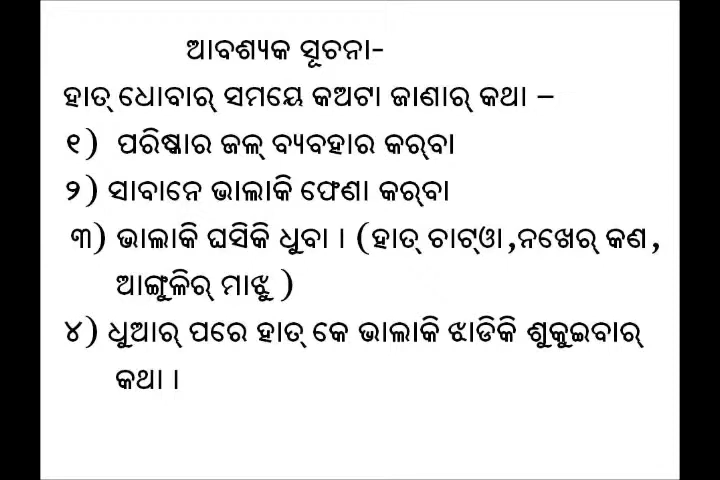 ଆବଶ୍ୟକ ସୂଚନା-
ହାତ୍ ଧୋବାର୍ ସମୟେ କଅଟା ଜାଣାର୍ କଥା –
୧) ପରିଷ୍କାର ଜଳ୍ ବ୍ୟବହାର କର୍‌ବା
୨) ସାବାନେ ଭାଲାକି ଫେଣା କର୍‌ବା
୩) ଭାଲାକି ଘସିକି ଧୁବା । (ହାତ୍ ଚାଟ୍‌ୱା ,ନଖେର୍ କଣ,
ଆଙ୍ଗୁଳିର୍ ମାଝୁ )
୪) ଧୁଆର୍ ପରେ ହାତ୍ କେ ଭାଲାକି ଝାଡିକି ଶୁକୁଇବାର୍
କଥା ।